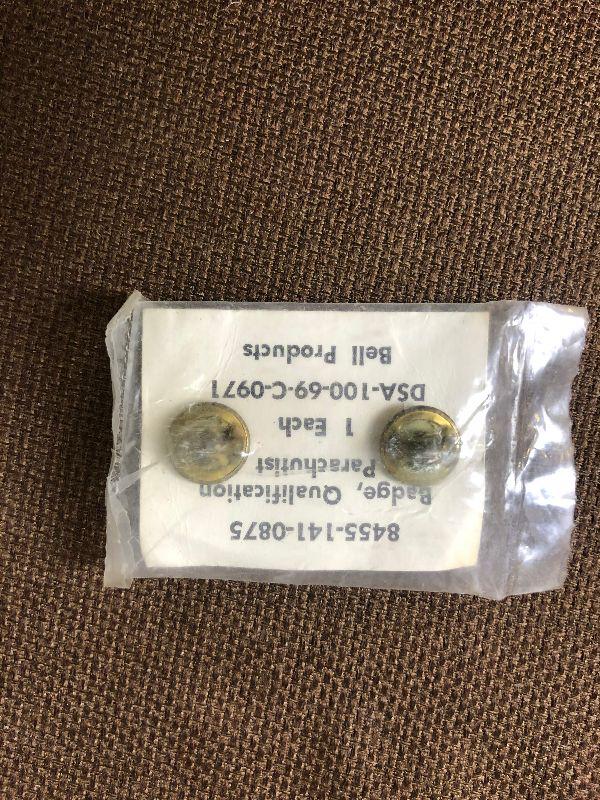 8455-141-0875
Badge, Qualification
Parachutist
1 Each
DSA-100-69-C-0971
Bell Products